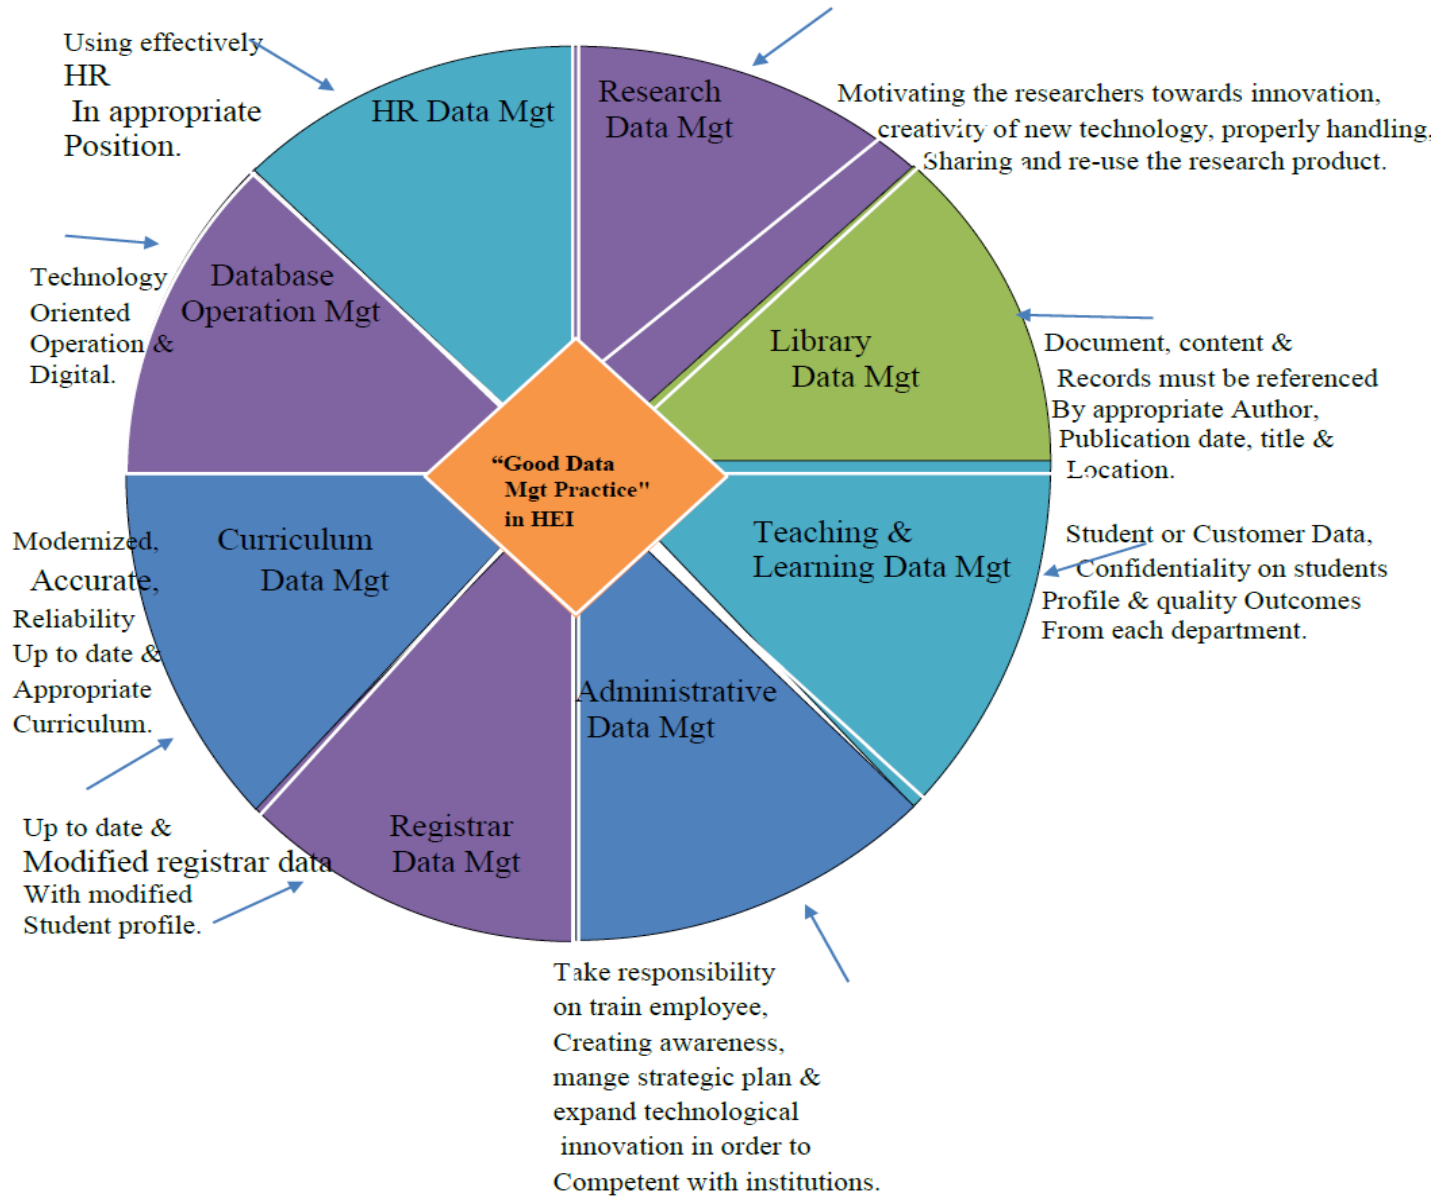 Using effectively
HR
In appropriate
Position.
HR Data Mgt
Research
Data Mgt
Motivating the researchers towards innovation,
creativity of new technology, properly handling,
Sharing and re-use the research product.
Technology
Oriented
Operation &
Digital.
Database
Operation Mgt
Library
Data Mgt
Document, content &
Records must be referenced
By appropriate Author,
Publication date, title &
Location.
“Good Data
Mgt Practice"
in HEI
Modernized,
Accurate,
Reliability
Up to date &
Appropriate
Curriculum.
Curriculum
Data Mgt
Teaching &
Learning Data Mgt
Student or Customer Data,
Confidentiality on students
Profile & quality Outcomes
From each department.
Administrative
Data Mgt
Registrar
Data Mgt
Up to date &
Modified registrar data
With modified
Student profile.
Take responsibility
on train employee,
Creating awareness,
mange strategic plan &
expand technological
innovation in order to
Competent with institutions.